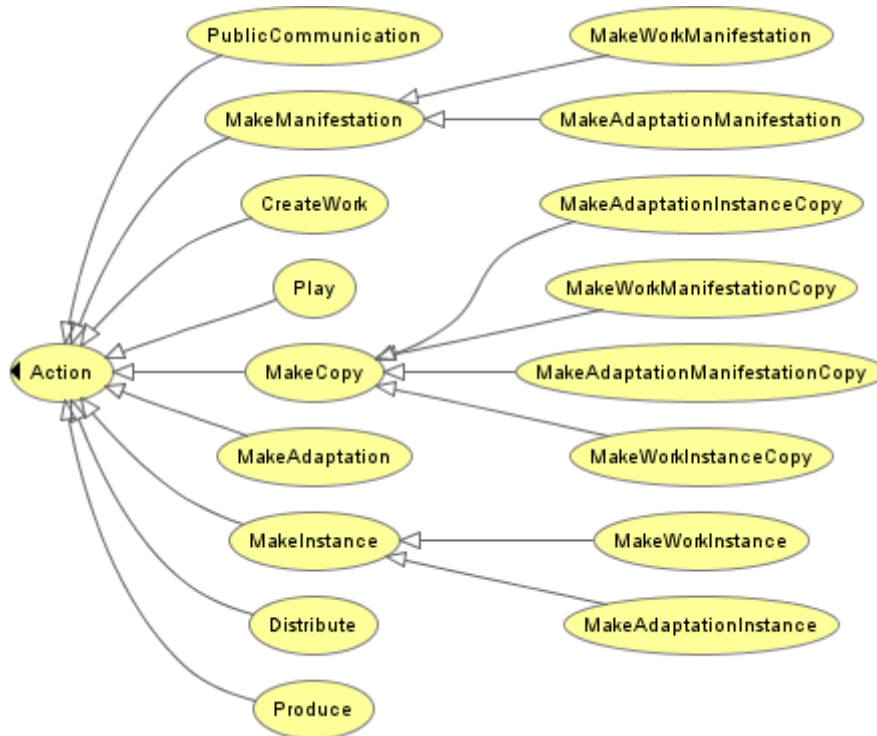 PublicCommunication
MakeWorkManifestation
MakeManifestation
MakeAdaptationManifestation
CreateWork
MakeAdaptationInstanceCopy
Play
MakeWorkManifestationCopy
Action
MakeCopy
MakeAdaptationManifestationCopy
MakeAdaptation
MakeWorkInstanceCopy
MakeInstance
MakeWorkInstance
Distribute
MakeAdaptationInstance
Produce